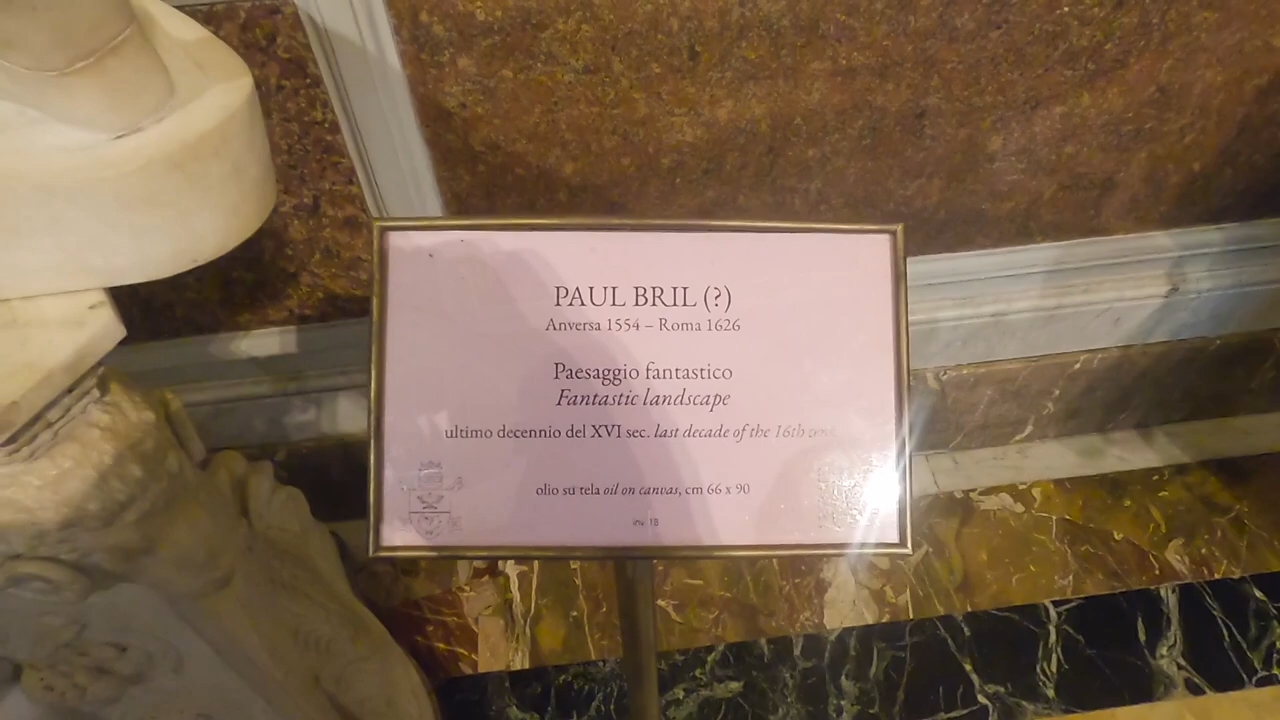 PAUL BRIL (?)
Anversa 1554 – Roma 1626
Paesaggio fantastico
Fantastic landscape
ultimo decennio del XVI sec. last decade of the 16th
olio su tela oil on canvas, cm 66 x 90
inv. 18